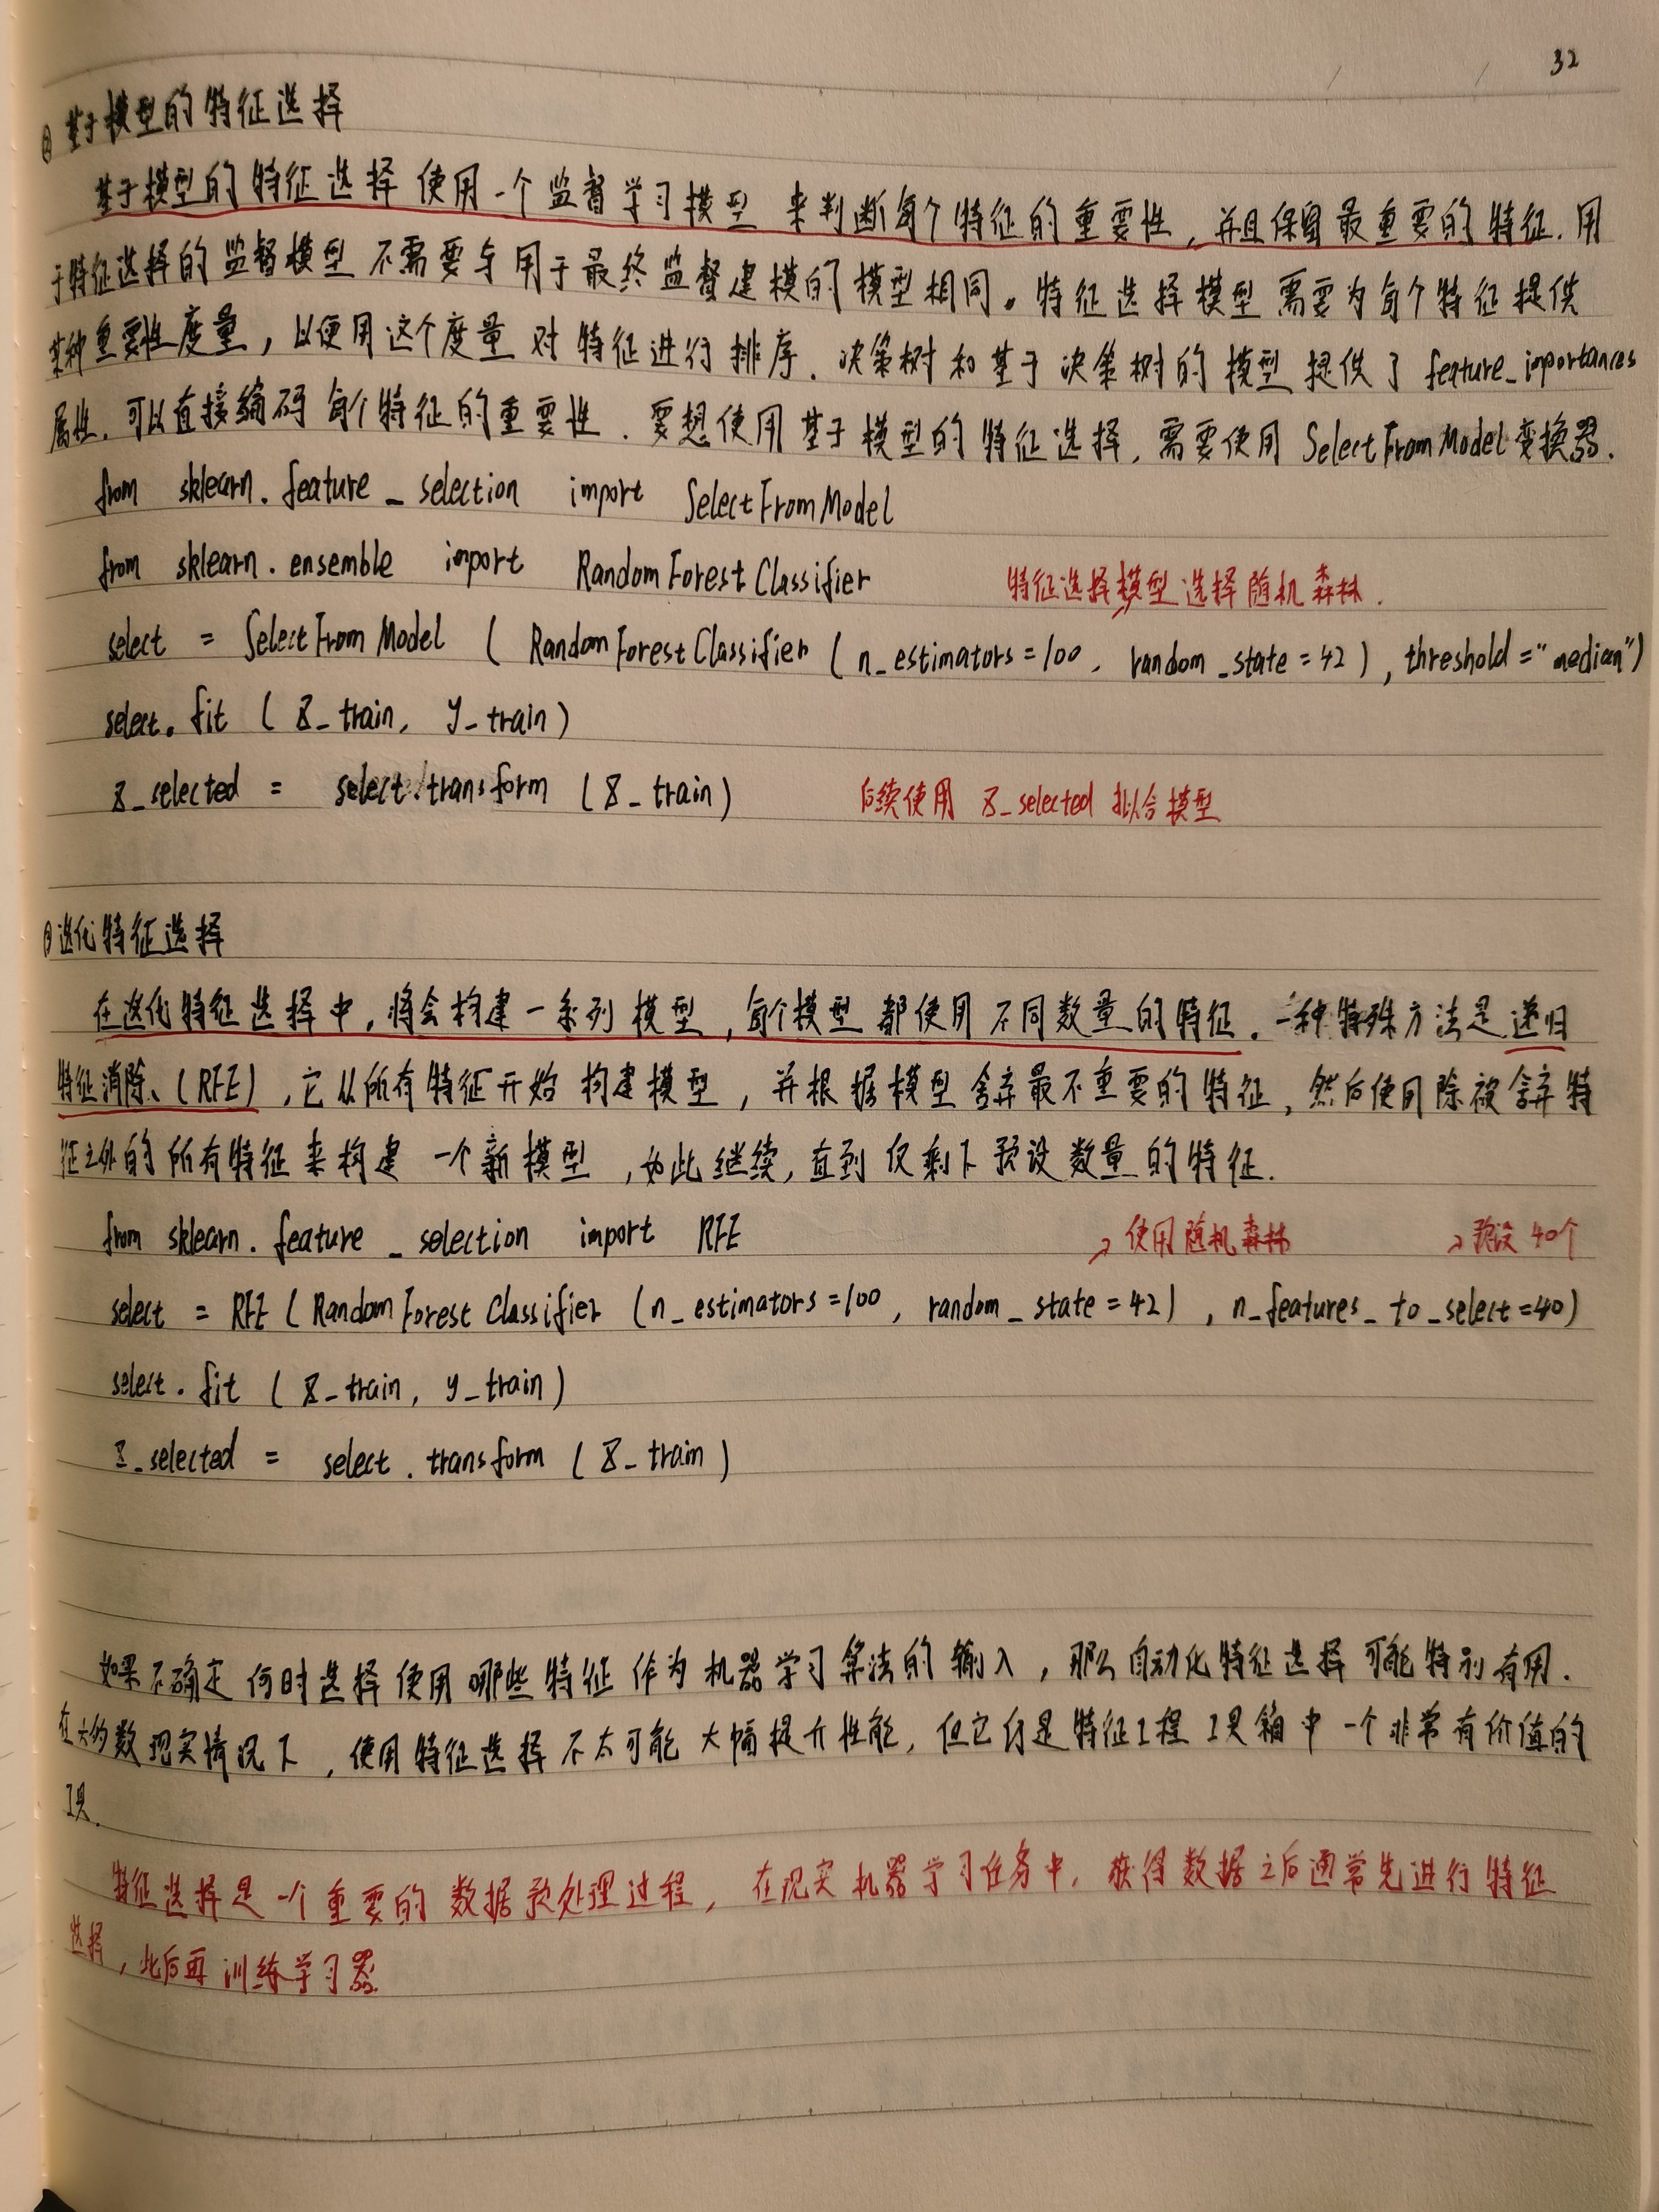 32
② 基于模型的特征选择
基于模型的特征选择使用一个监督学习模型来判断每个特征的重要性，并且保留最重要的特征. 用
于特征选择的监督模型不需要与用于最终监督建模的模型相同。特征选择模型需要为每个特征提供
某种重要性度量，以便用这个度量对特征进行排序. 决策树和基于决策树的模型提供了 feature_importances
属性. 可以直接编码每个特征的重要性. 要想使用基于模型的特征选择，需要使用 SelectFromModel 变换器.
from sklearn.feature_selection import SelectFromModel
from sklearn.ensemble import RandomForestClassifier 特征选择模型选择随机森林.
select = SelectFromModel ( RandomForestClassifier ( n_estimators=100, random_state=42 ), threshold="median")
select.fit ( X_train, y_train )
X_selected = select.transform ( X_train ) 后续使用 X_selected 拟合模型
③ 迭代特征选择
在迭代特征选择中，将会构建一系列模型，每个模型都使用不同数量的特征. 一种特殊方法是递归
特征消除、(RFE)，它从所有特征开始构建模型，并根据模型舍弃最不重要的特征，然后使用除被舍弃特
征之外的所有特征来构建一个新模型，如此继续，直到仅剩下预设数量的特征.
from sklearn.feature_selection import RFE → 使用随机森林 → 预设 40个
select = RFE ( RandomForestClassifier ( n_estimators=100, random_state=42 ), n_features_to_select=40)
select.fit ( X_train, y_train )
X_selected = select.transform ( X_train )
如果不确定何时选择使用哪些特征作为机器学习算法的输入，那么自动化特征选择可能特别有用.
在大多数现实情况下，使用特征选择不太可能大幅提升性能，但它仍是特征工程工具箱中一个非常有价值的
工具.
特征选择是一个重要的数据预处理过程，在现实机器学习任务中，获得数据之后通常先进行特征
选择，此后再训练学习器